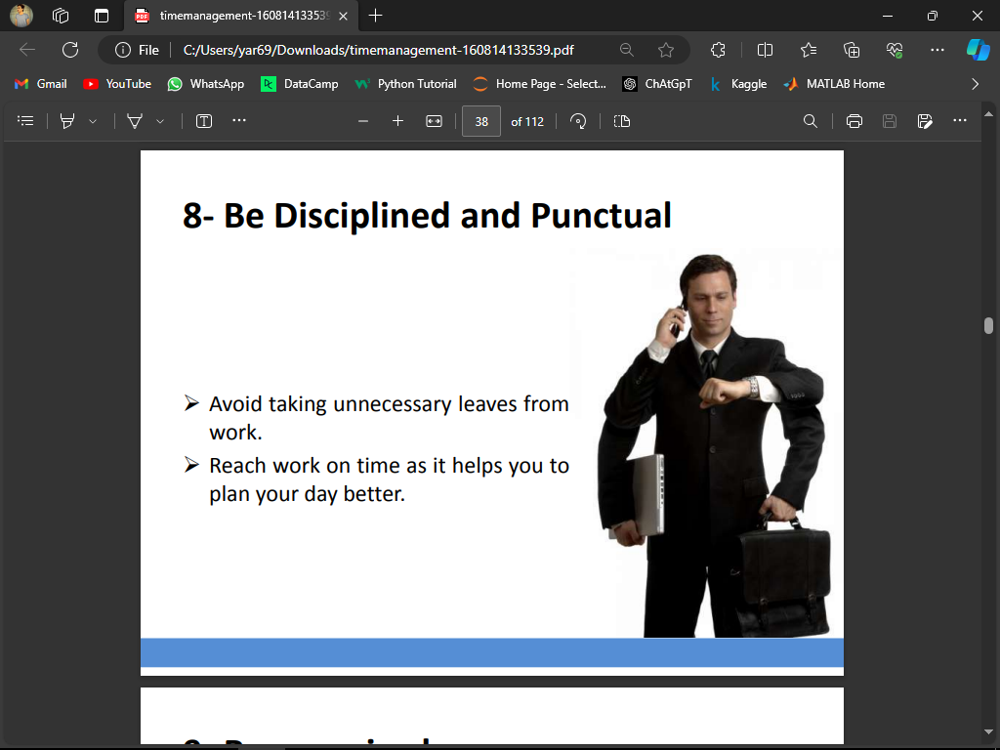 timemanagement-160814133539
File
C:/Users/yar69/Downloads/timemanagement-160814133539.pdf
Gmail
YouTube
WhatsApp
DataCamp
Python Tutorial
Home Page - Select...
ChAtGpT
Kaggle
MATLAB Home
38 of 112
8- Be Disciplined and Punctual
➢ Avoid taking unnecessary leaves from
work.
➢ Reach work on time as it helps you to
plan your day better.